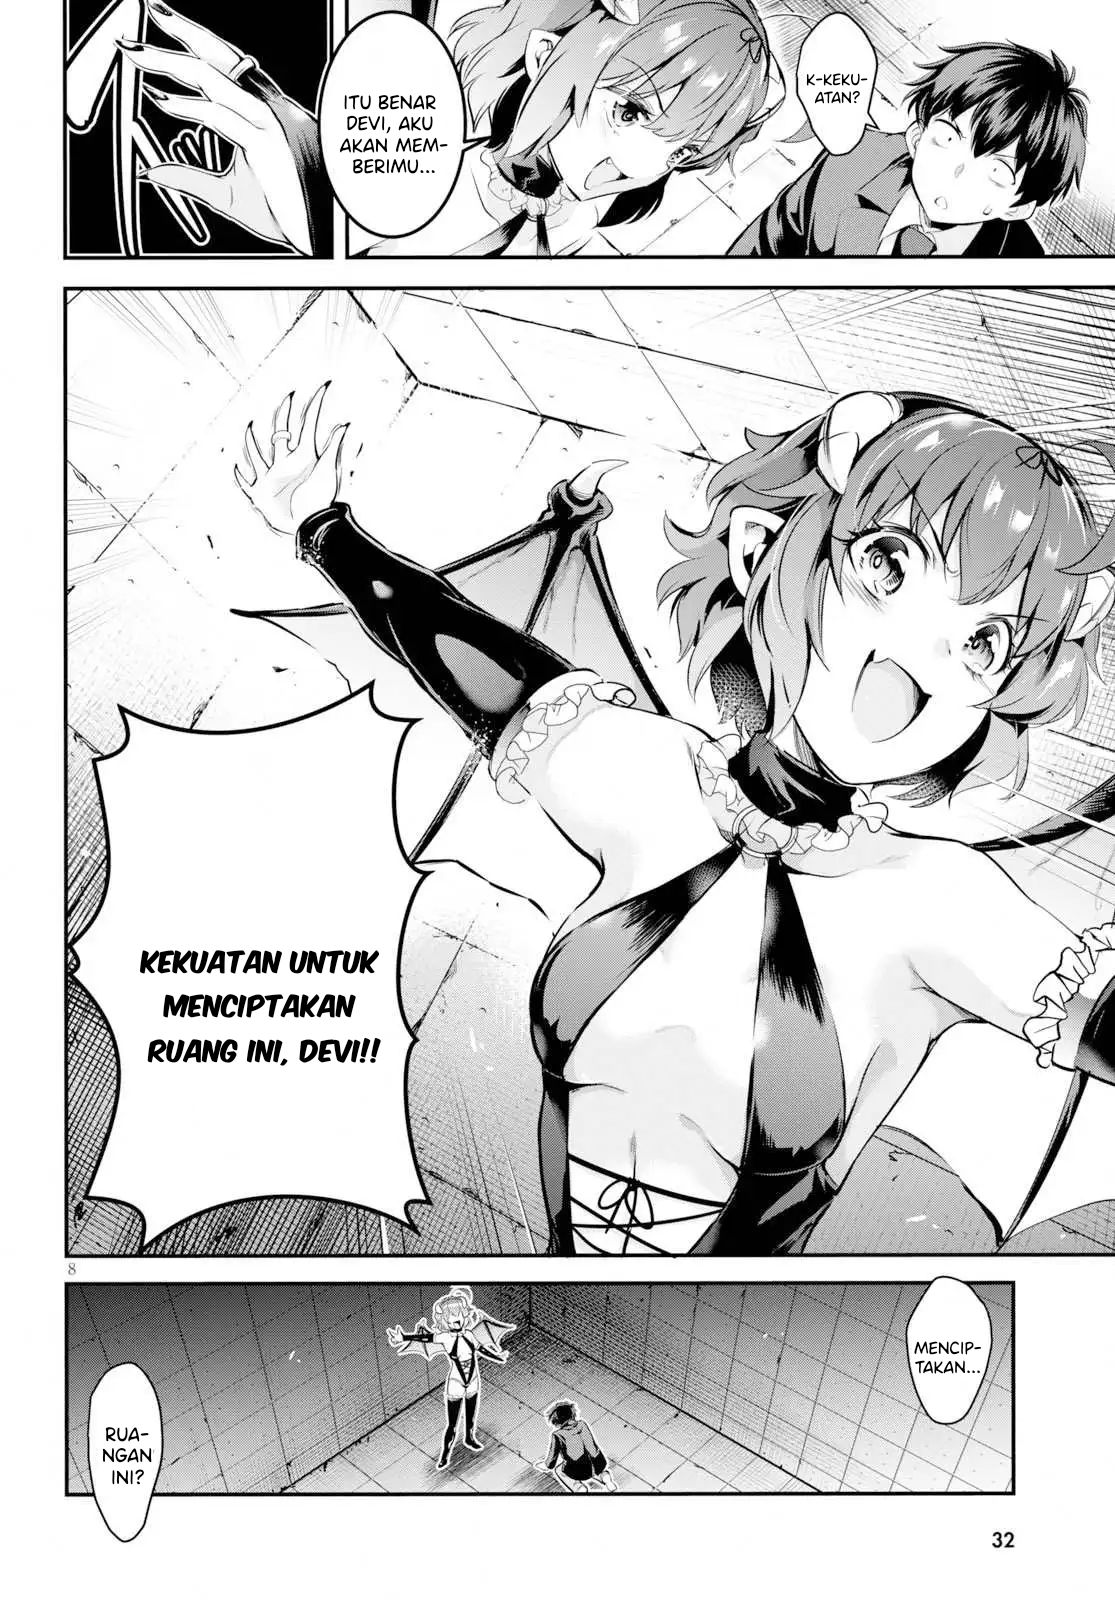 K-KEKU-
ATAN?
ITU BENAR
DEVI, AKU
AKAN MEM-
BERIMU...
KEKUATAN UNTUK
MENCIPTAKAN
RUANG INI, DEVI!!
8
MENCIP-
TAKAN...
RUA-
NGAN
INI?
32